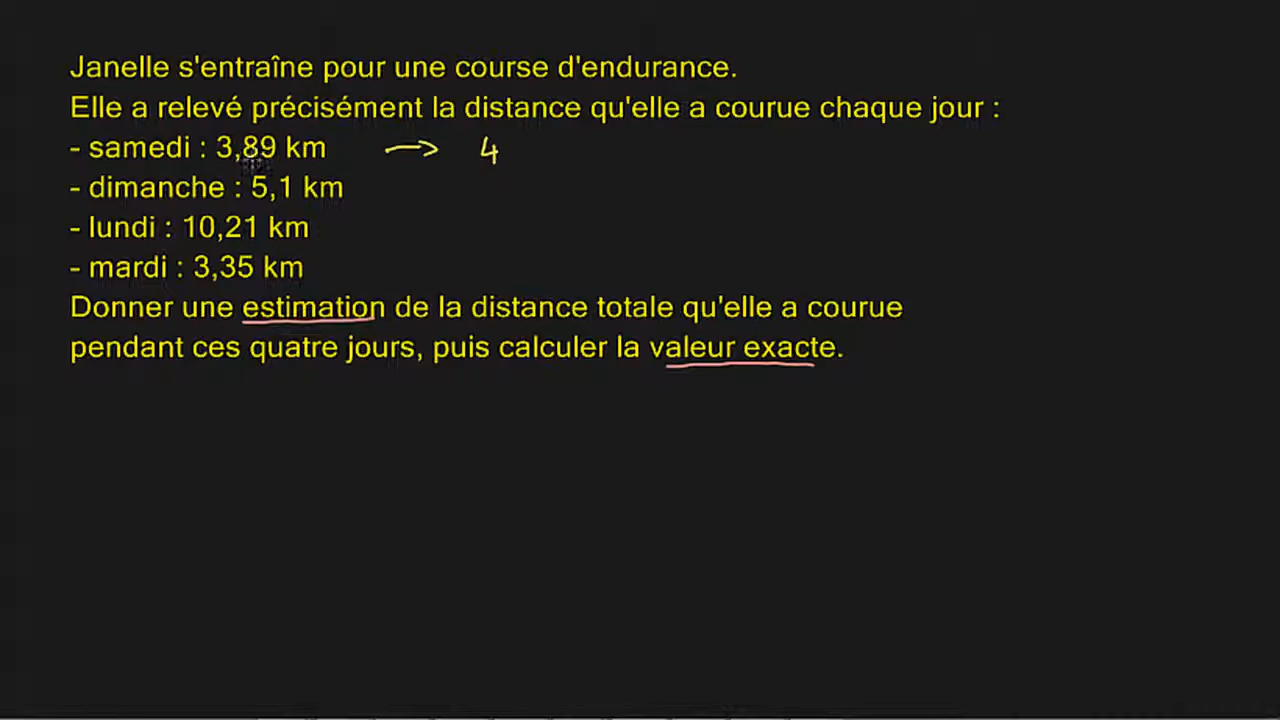 Janelle s'entraîne pour une course d'endurance.
Elle a relevé précisément la distance qu'elle a courue chaque jour :
- samedi : 3,89 km → 4
- dimanche : 5,1 km
- lundi : 10,21 km
- mardi : 3,35 km
Donner une estimation de la distance totale qu'elle a courue
pendant ces quatre jours, puis calculer la valeur exacte.